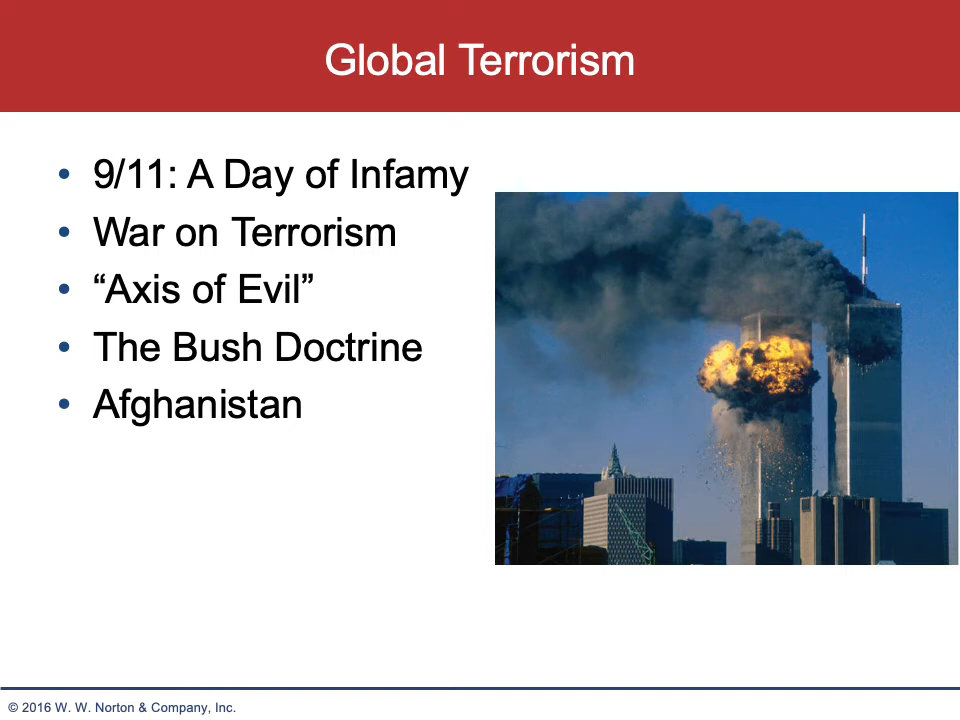 Global Terrorism
• 9/11: A Day of Infamy
• War on Terrorism
• “Axis of Evil”
• The Bush Doctrine
• Afghanistan
© 2016 W. W. Norton & Company, Inc.